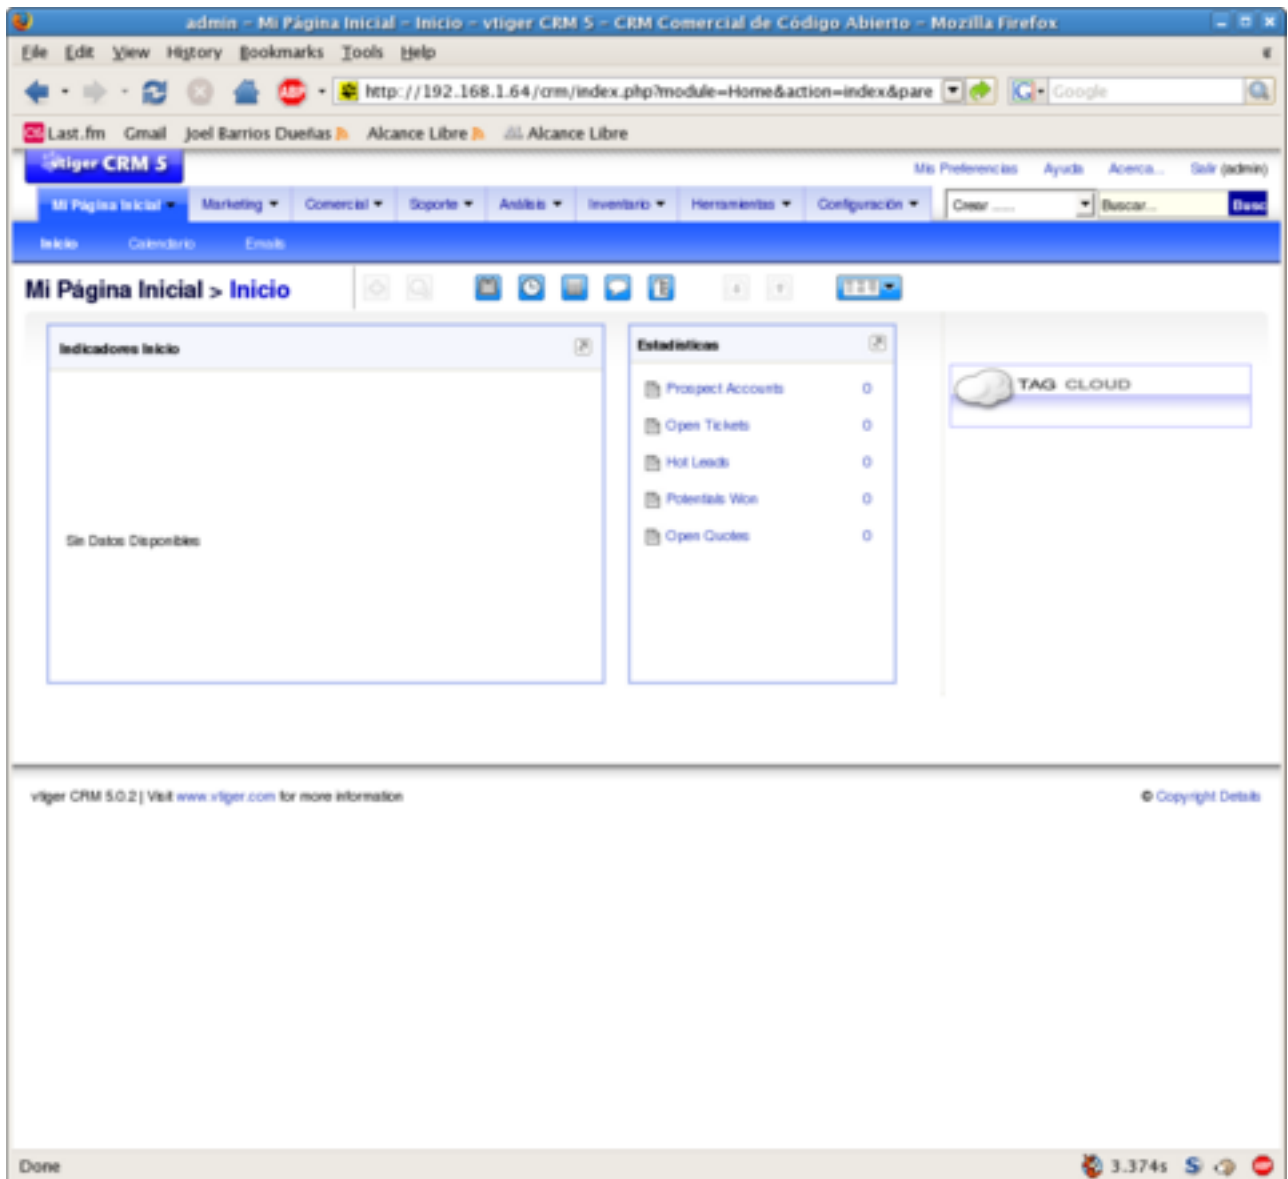 admin – Mi Página Inicial – Inicio – vtiger CRM 5 – CRM Comercial de Código Abierto – Mozilla Firefox
File Edit View History Bookmarks Tools Help
ABP http://192.168.1.64/crm/index.php?module=Home&action=index&pare G Google
Last.fm Gmail Joel Barrios Dueñas Alcance Libre Alcance Libre
vtiger CRM 5
Mis Preferencias Ayuda Acerca... Salir (admin)
Mi Página Inicial Marketing Comercial Soporte Análisis Inventario Herramientas Configuración Crear ...... Buscar... Busc
Inicio Calendario Emails
Mi Página Inicial > Inicio
Indicadores Inicio
Sin Datos Disponibles
Estadísticas
Prospect Accounts 0
Open Tickets 0
Hot Leads 0
Potentials Won 0
Open Quotes 0
TAG CLOUD
vtiger CRM 5.0.2 | Visit www.vtiger.com for more information
© Copyright Details
Done 3.374s S